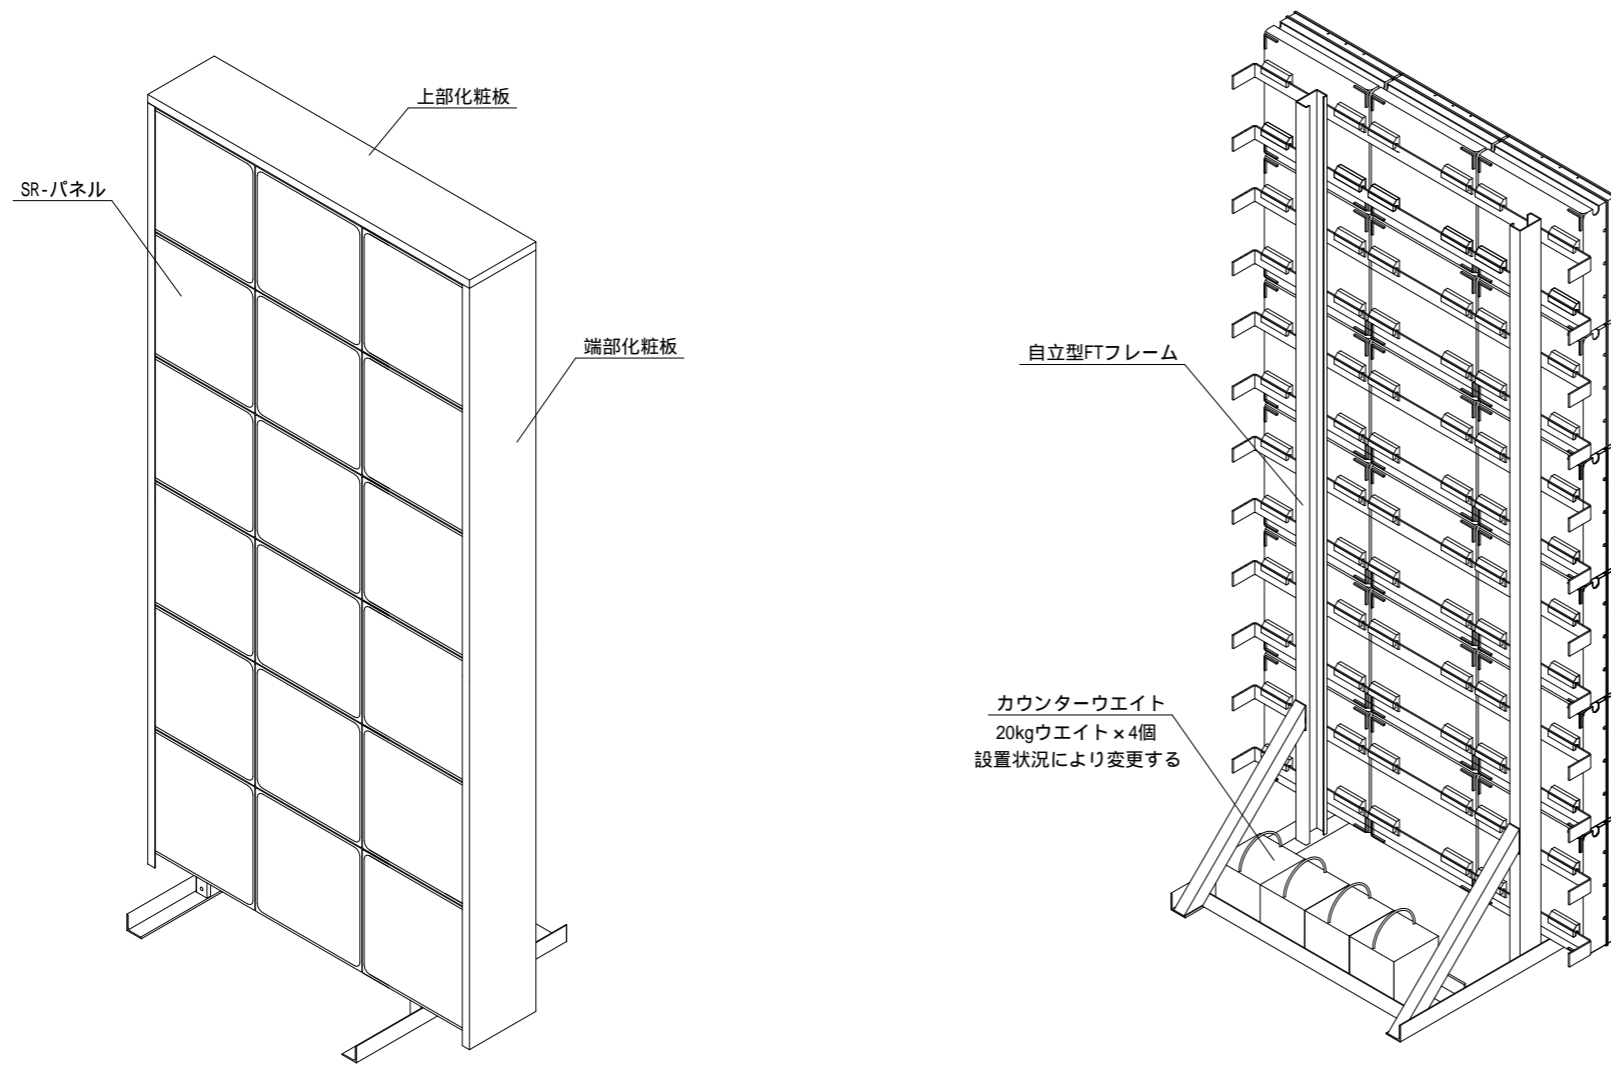 上部化粧板
SR-パネル
端部化粧板
自立型FTフレーム
カウンターウエイト
20kgウエイト×4個
設置状況により変更する